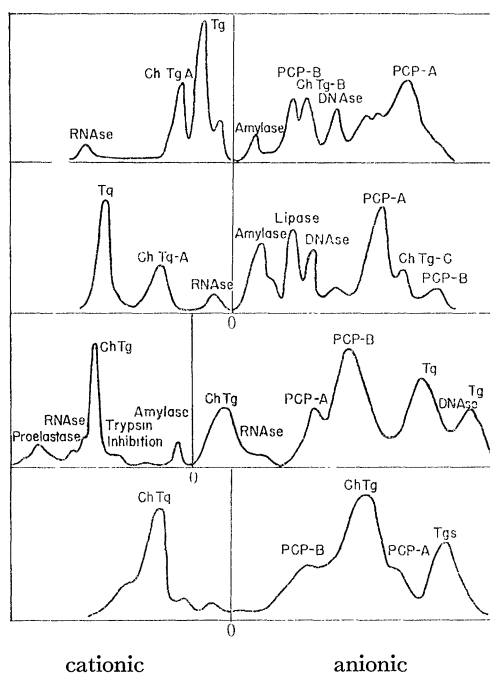 Tg
Ch Tg A
RNAse
Amylase
PCP-B
Ch Tg-B
DNAse
PCP-A
Tq
Ch Tq-A
RNAse
Amylase
Lipase
DNAse
PCP-A
Ch Tg-C
PCP-B
0
ChTg
RNAse
Proelastase
Trypsin
Inhibition
Amylase
ChTg
RNAse
PCP-A
PCP-B
Tq
DNAse
Tg
0
ChTq
PCP-B
ChTg
PCP-A
Tgs
0
cationic anionic